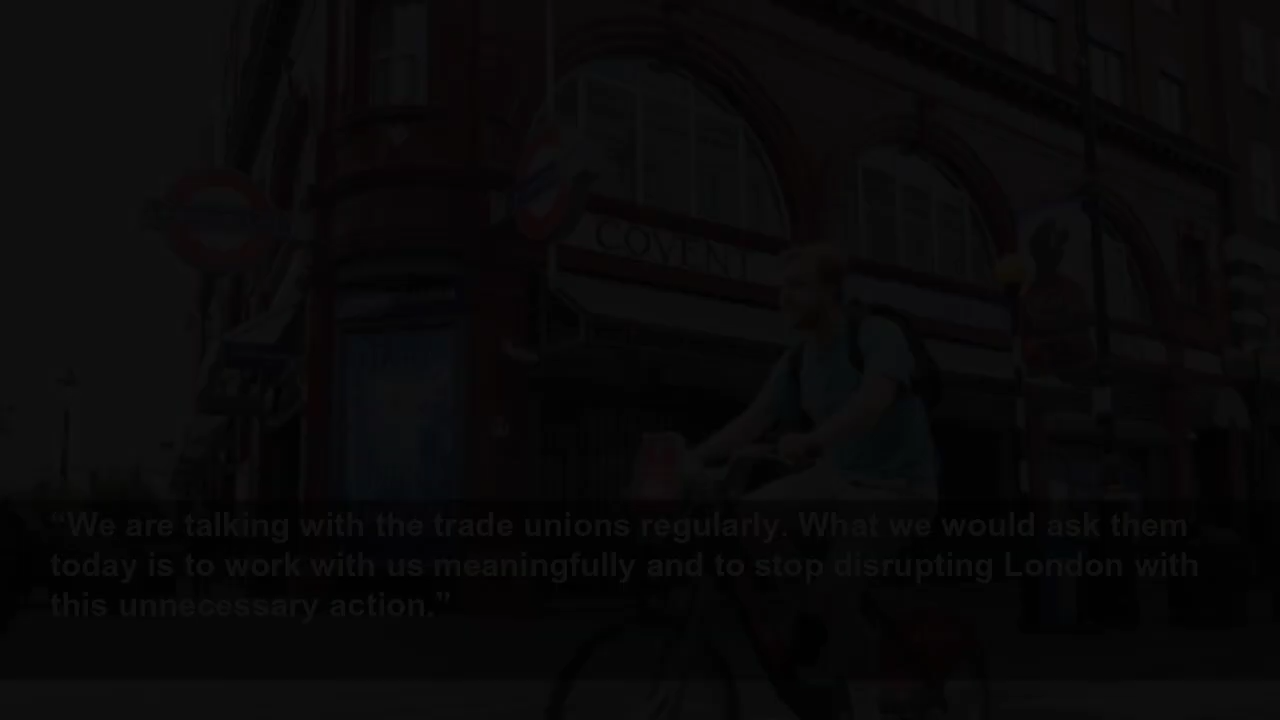 COVENT
“We are talking with the trade unions regularly. What we would ask them
today is to work with us meaningfully and to stop disrupting London with
this unnecessary action.”